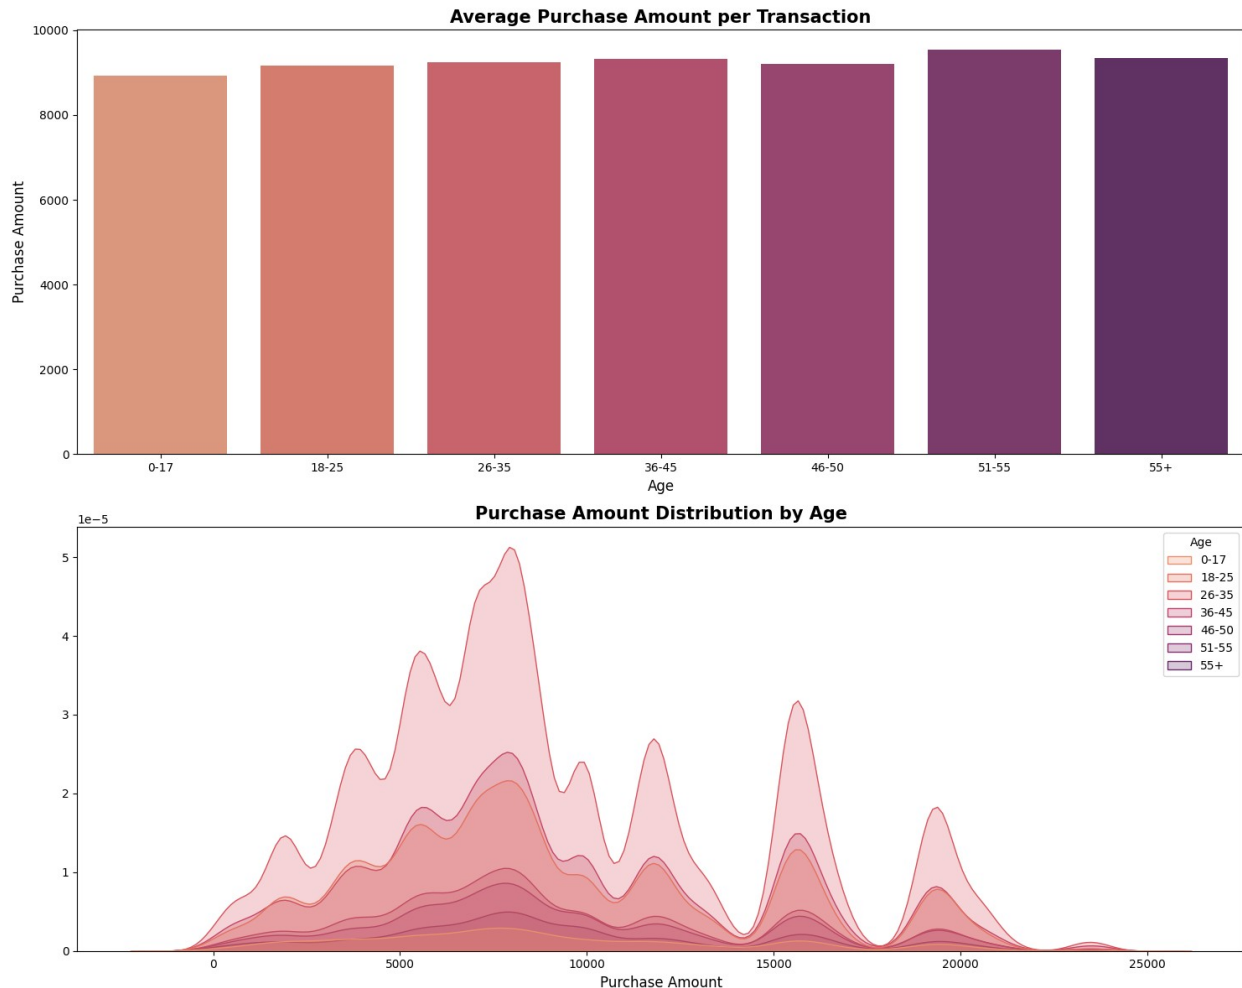 Average Purchase Amount per Transaction
Purchase Amount
10000
8000
6000
4000
2000
0
0-17 18-25 26-35 36-45 46-50 51-55 55+
Age
Purchase Amount Distribution by Age
1e−5
5
4
3
2
1
0
Age
0-17
18-25
26-35
36-45
46-50
51-55
55+
0 5000 10000 15000 20000 25000
Purchase Amount